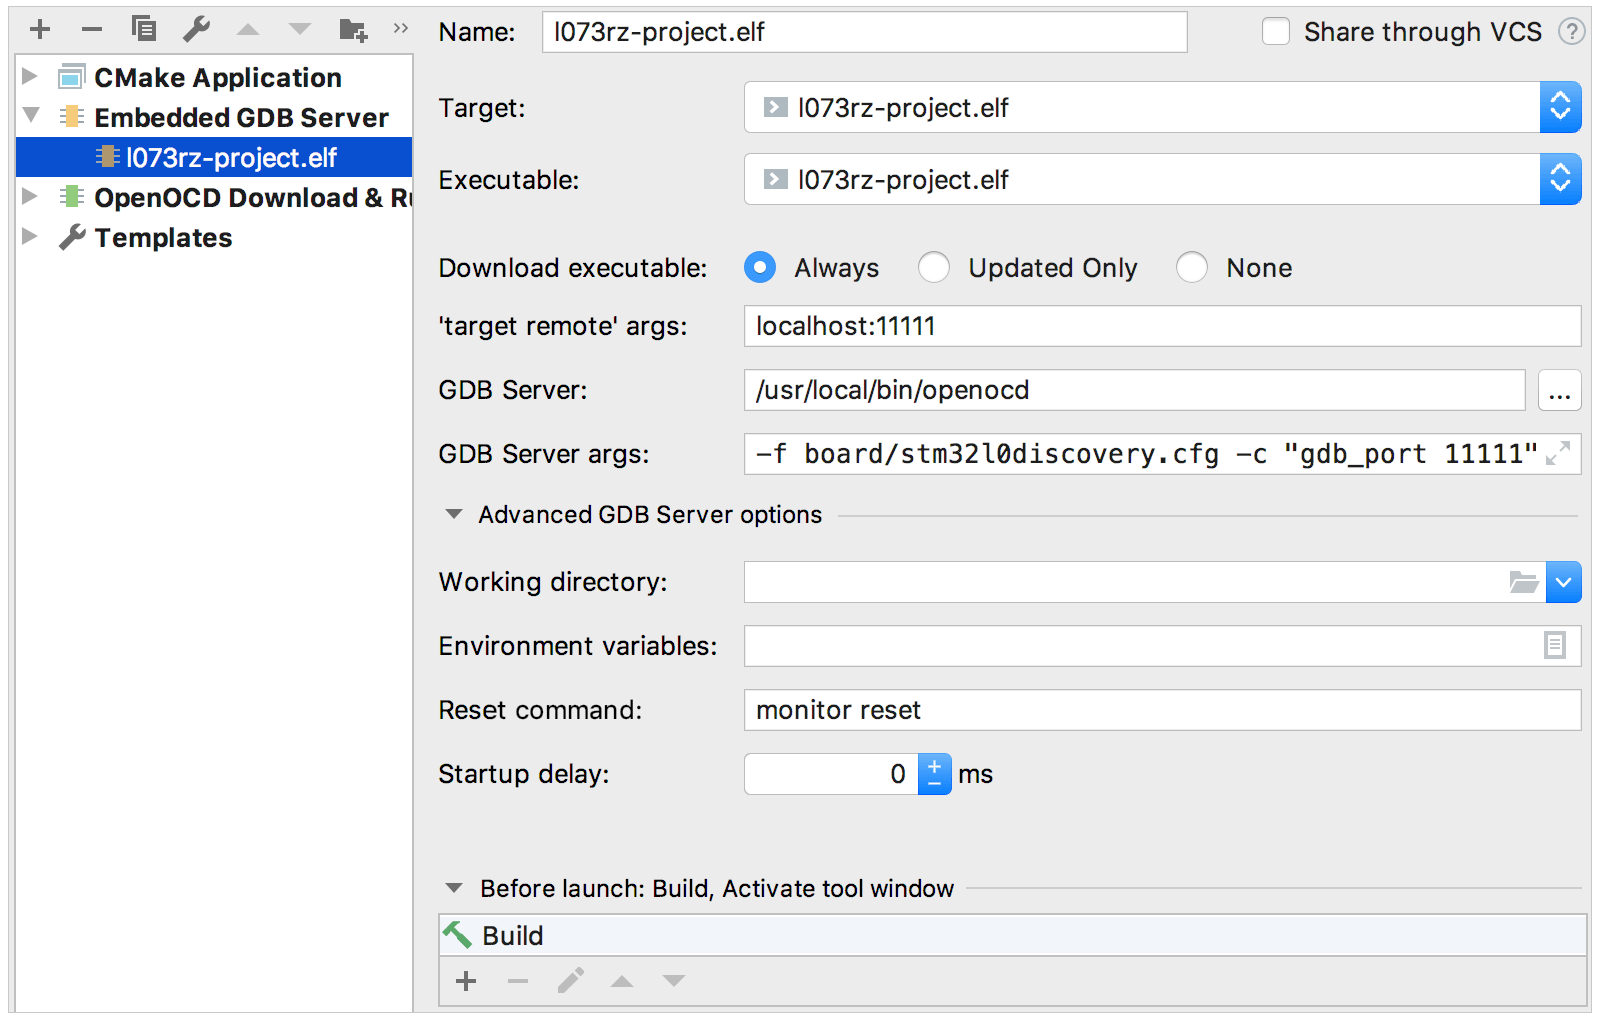 Name: l073rz-project.elf Share through VCS ?
CMake Application
Embedded GDB Server
l073rz-project.elf
OpenOCD Download & Ru
Templates
Target: l073rz-project.elf
Executable: l073rz-project.elf
Download executable: Always Updated Only None
'target remote' args: localhost:11111
GDB Server: /usr/local/bin/openocd ...
GDB Server args: -f board/stm32l0discovery.cfg -c "gdb_port 11111"
Advanced GDB Server options
Working directory:
Environment variables:
Reset command: monitor reset
Startup delay: 0 ms
Before launch: Build, Activate tool window
Build